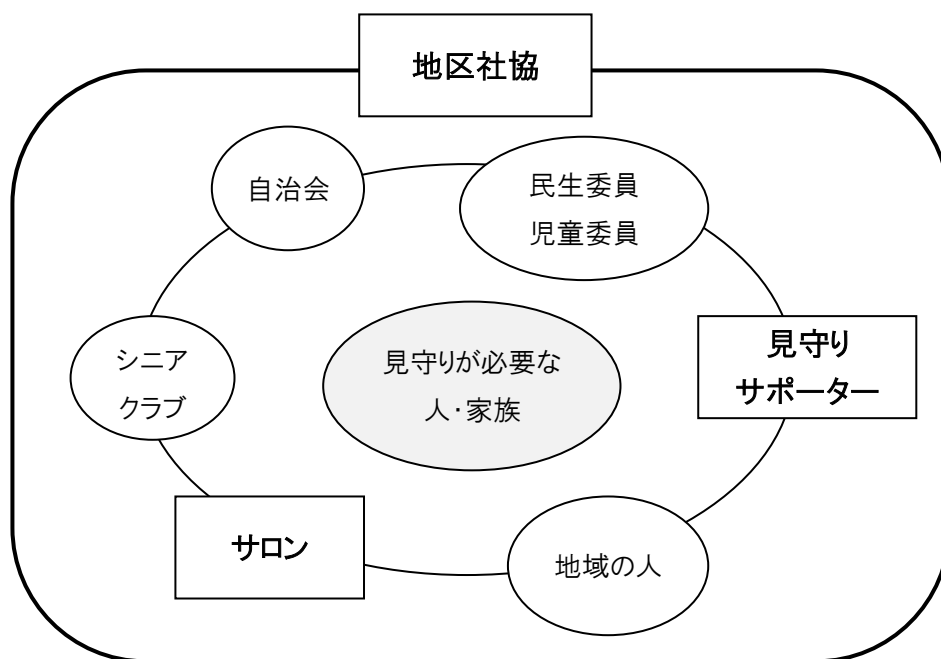 地区社協
自治会
民生委員
児童委員
シニア
クラブ
見守りが必要な
人・家族
見守り
サポーター
サロン
地域の人